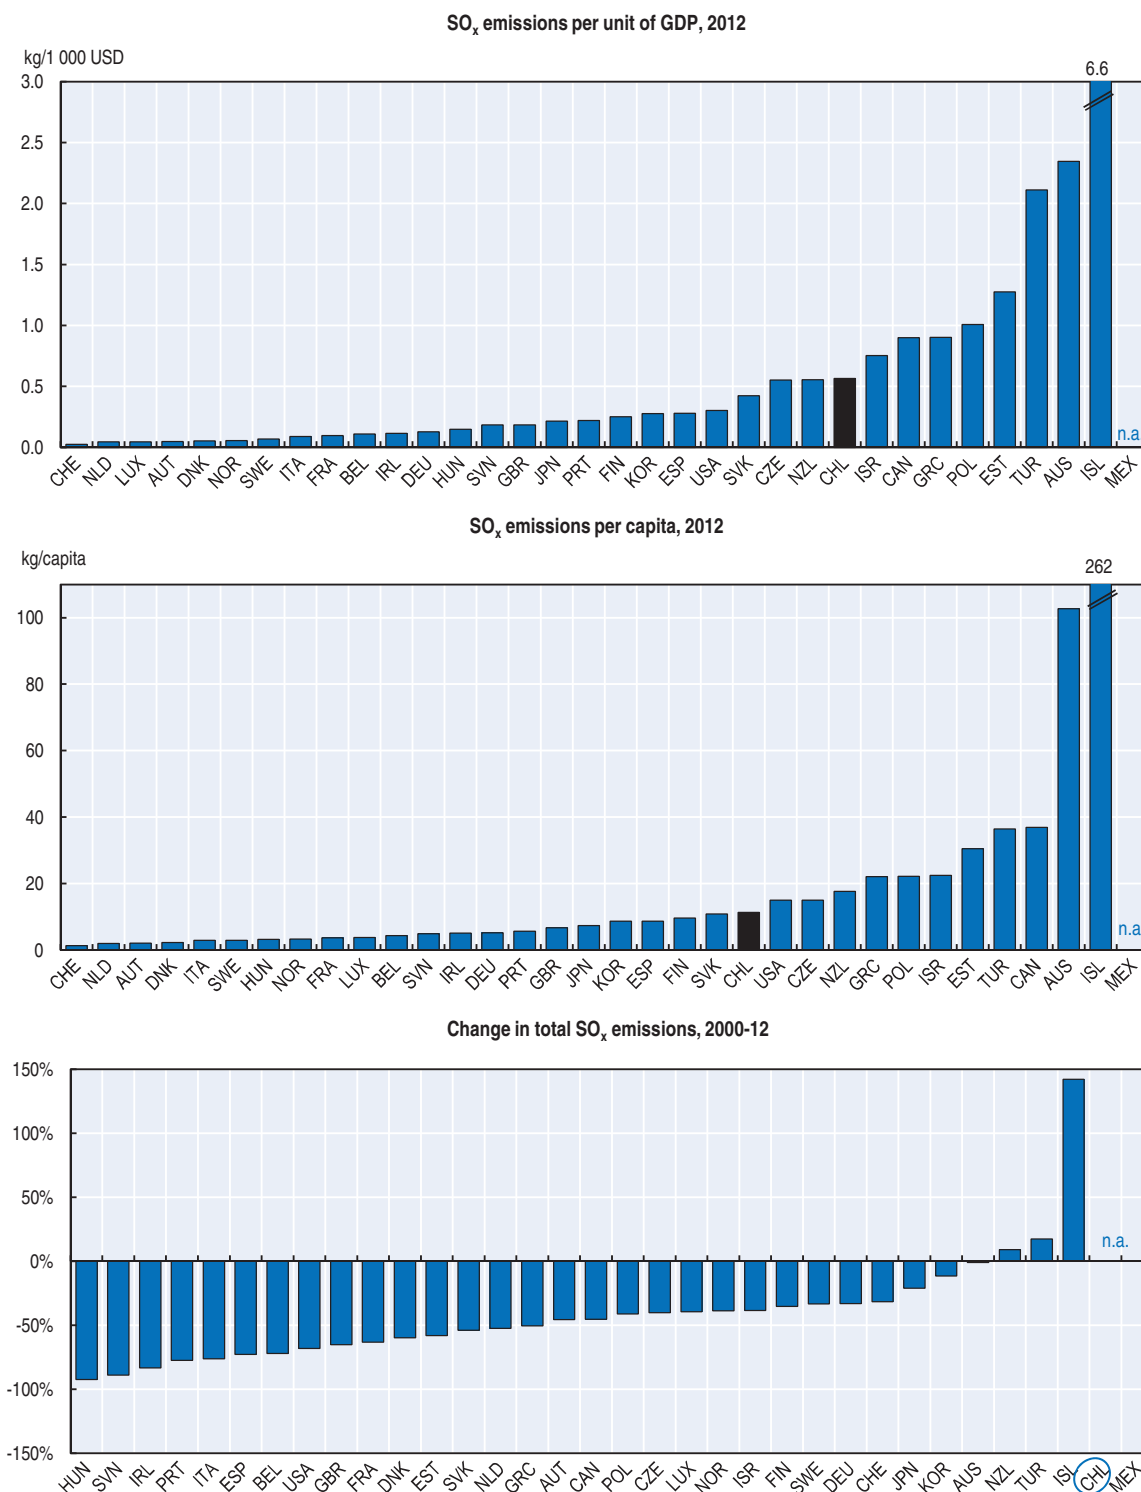 SOx emissions per unit of GDP, 2012
kg/1 000 USD
6.6
3.0
2.5
2.0
1.5
1.0
0.5
0.0
n.a
CHE NLD LUX AUT DNK NOR SWE ITA FRA BEL IRL DEU HUN SVN GBR JPN PRT FIN KOR ESP USA SVK CZE NZL CHL ISR CAN GRC POL EST TUR AUS ISL MEX
SOx emissions per capita, 2012
kg/capita
262
100
80
60
40
20
0
n.a
CHE NLD AUT DNK ITA SWE HUN NOR FRA LUX BEL SVN IRL DEU PRT GBR JPN KOR ESP FIN SVK CHL USA CZE NZL GRC POL ISR EST TUR CAN AUS ISL MEX
Change in total SOx emissions, 2000-12
150%
100%
50%
0%
-50%
-100%
-150%
n.a.
HUN SVN IRL PRT ITA ESP BEL USA GBR FRA DNK EST SVK NLD GRC AUT CAN POL CZE LUX NOR ISR FIN SWE DEU CHE JPN KOR AUS NZL TUR ISL CHL MEX